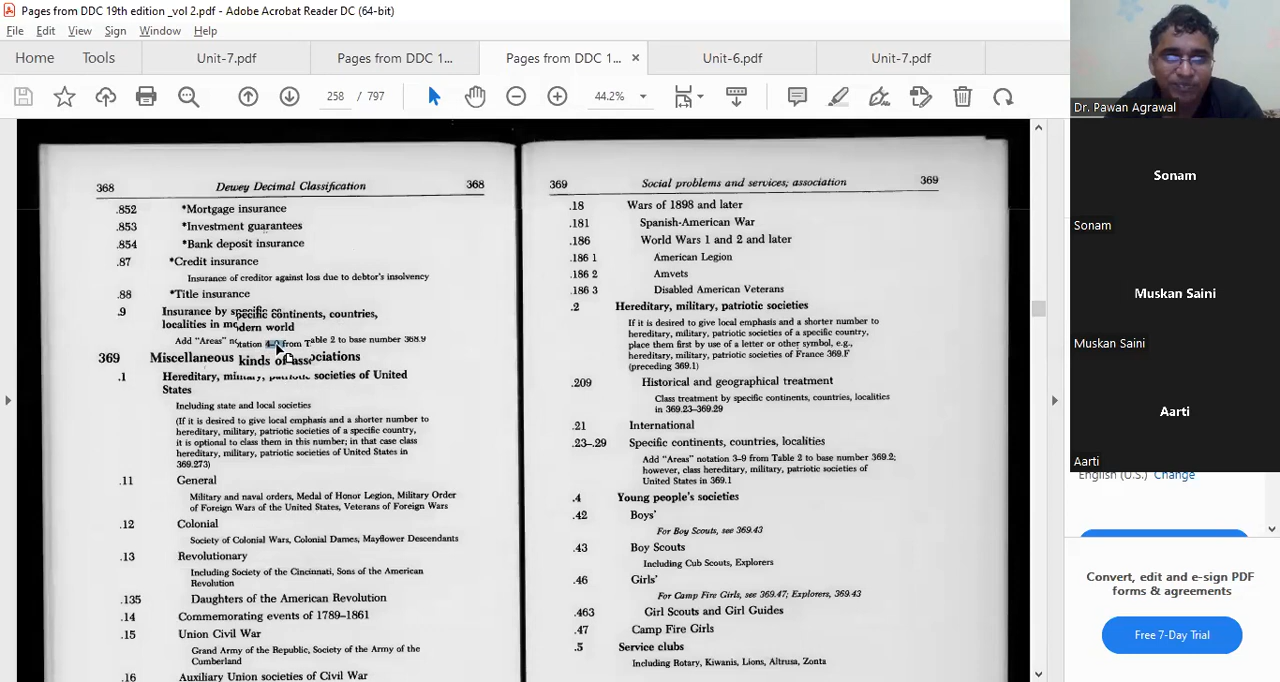 Pages from DDC 19th edition _vol 2.pdf - Adobe Acrobat Reader DC (64-bit)
File Edit View Sign Window Help
Home Tools Unit-7.pdf Pages from DDC 1... Pages from DDC 1... × Unit-6.pdf Unit-7.pdf
258 / 797 44.2%
368 Dewey Decimal Classification 368
.852 *Mortgage insurance
.853 *Investment guarantees
.854 *Bank deposit insurance
.87 *Credit insurance
Insurance of creditor against loss due to debtor's insolvency
.88 *Title insurance
.9 Insurance by specific continents, countries,
localities in modern world
Add "Areas" notation 4-9 from Table 2 to base number 368.9
369 Miscellaneous kinds of associations
.1 Hereditary, military, patriotic societies of United
States
Including state and local societies
(If it is desired to give local emphasis and a shorter number to
hereditary, military, patriotic societies of a specific country,
it is optional to class them in this number; in that case class
hereditary, military, patriotic societies of United States in
369.273)
.11 General
Military and naval orders, Medal of Honor Legion, Military Order
of Foreign Wars of the United States, Veterans of Foreign Wars
.12 Colonial
Society of Colonial Wars, Colonial Dames, Mayflower Descendants
.13 Revolutionary
Including Society of the Cincinnati, Sons of the American
Revolution
.135 Daughters of the American Revolution
.14 Commemorating events of 1789–1861
.15 Union Civil War
Grand Army of the Republic, Society of the Army of the
Cumberland
.16 Auxiliary Union societies of Civil War
369 Social problems and services; association 369
.18 Wars of 1898 and later
.181 Spanish-American War
.186 World Wars 1 and 2 and later
.186 1 American Legion
.186 2 Amvets
.186 3 Disabled American Veterans
.2 Hereditary, military, patriotic societies
If it is desired to give local emphasis and a shorter number to
hereditary, military, patriotic societies of a specific country,
place them first by use of a letter or other symbol, e.g.,
hereditary, military, patriotic societies of France 369.F
(preceding 369.1)
.209 Historical and geographical treatment
Class treatment by specific continents, countries, localities
in 369.23–369.29
.21 International
.23–.29 Specific continents, countries, localities
Add "Areas" notation 3–9 from Table 2 to base number 369.2;
however, class hereditary, military, patriotic societies of
United States in 369.1
.4 Young people's societies
.42 Boys'
For Boy Scouts, see 369.43
.43 Boy Scouts
Including Cub Scouts, Explorers
.46 Girls'
For Camp Fire Girls, see 369.47; Explorers, 369.43
.463 Girl Scouts and Girl Guides
.47 Camp Fire Girls
.5 Service clubs
Including Rotary, Kiwanis, Lions, Altrusa, Zonta
Dr. Pawan Agrawal
Sonam
Sonam
Muskan Saini
Muskan Saini
Aarti
Aarti
English (U.S.) Change
Convert, edit and e-sign PDF
forms & agreements
Free 7-Day Trial